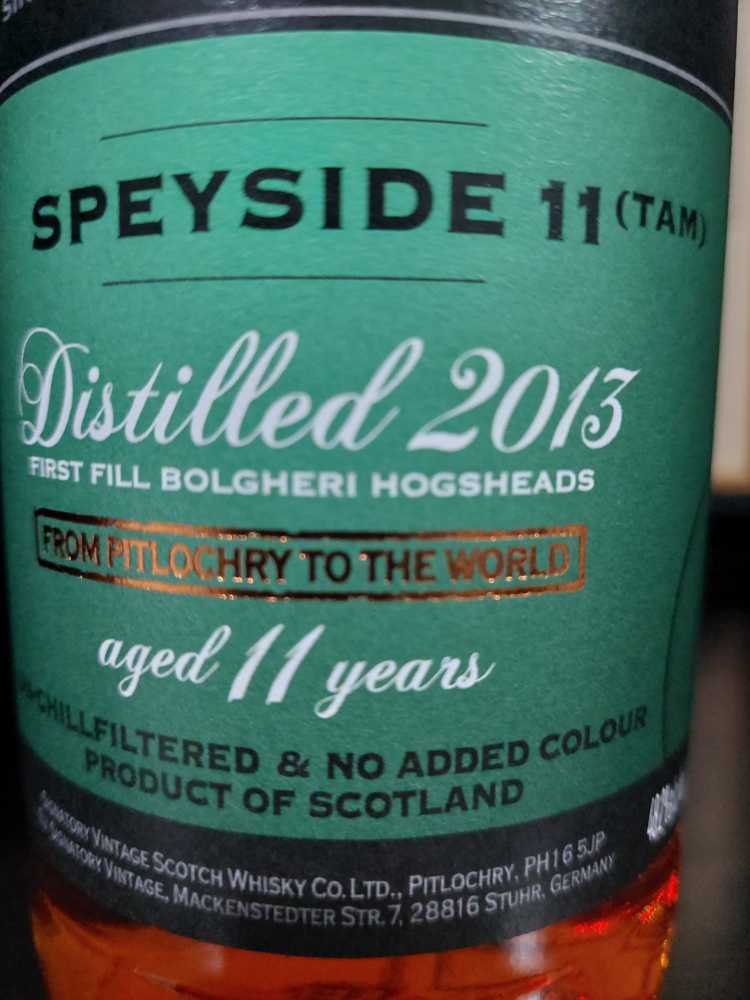 SPEYSIDE 11 (TAM)
Distilled 2013
FIRST FILL BOLGHERI HOGSHEADS
FROM PITLOCHRY TO THE WORLD
aged 11 years
CHILLFILTERED & NO ADDED COLOUR
PRODUCT OF SCOTLAND
SIGNATORY VINTAGE SCOTCH WHISKY CO. LTD., PITLOCHRY, PH16 5JP
SIGNATORY VINTAGE, MACKENSTEDTER STR. 7, 28816 STUHR, GERMANY